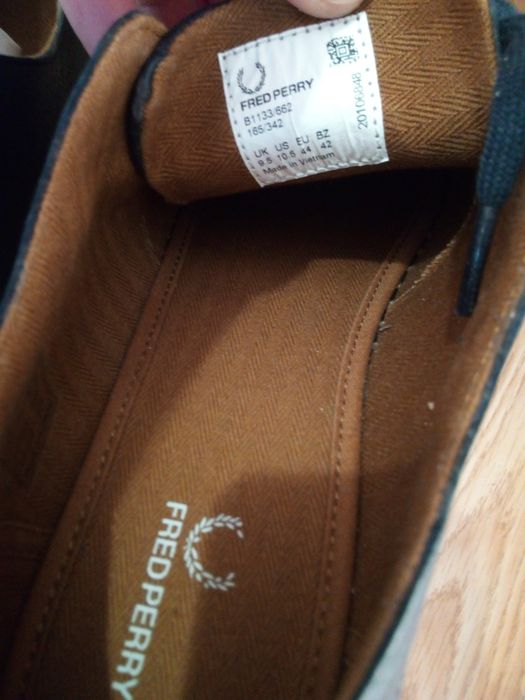 FRED PERRY
B1133/662
165/342
UK US EU BZ
9.5 10.5 44 42
Made in Vietnam
20106848
FRED PERRY